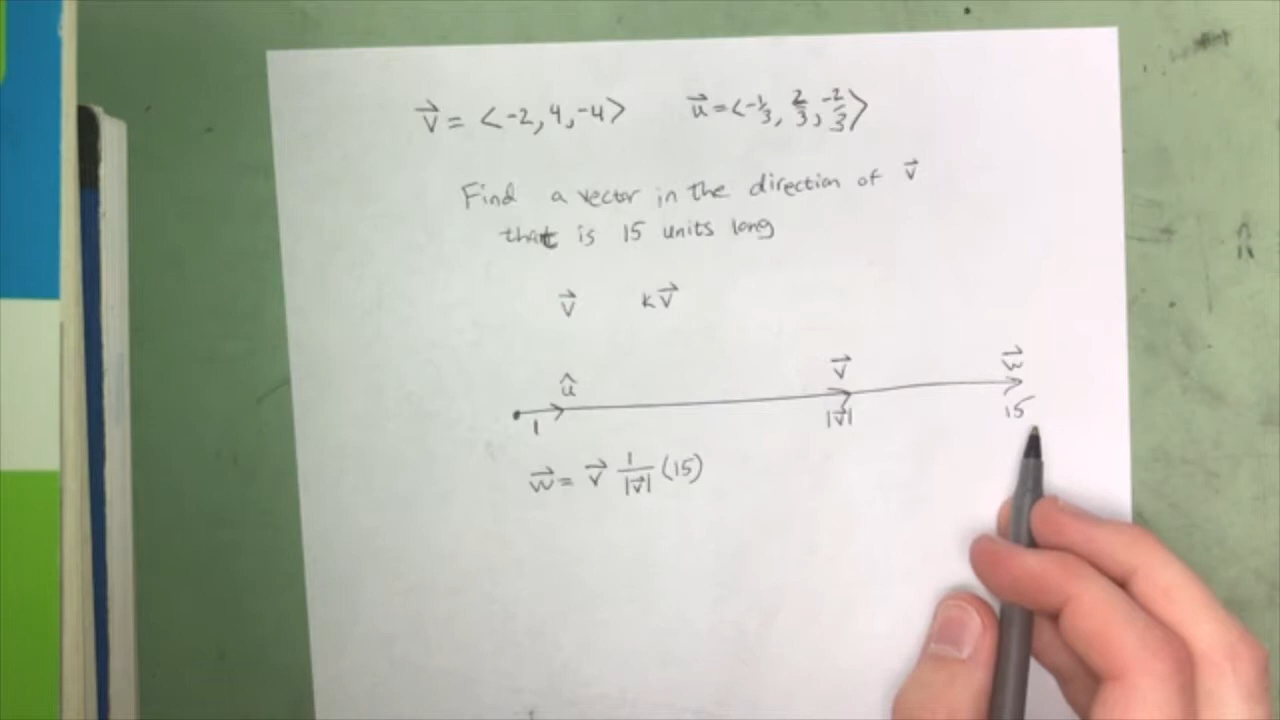 v⃗ = <-2, 4, -4> u⃗ = <-1/3, 2/3, -2/3>
Find a vector in the direction of v⃗
that is 15 units long
v⃗ kv⃗
û v⃗ w⃗
1 |v⃗| 15
w⃗ = v⃗ 1/|v⃗| (15)